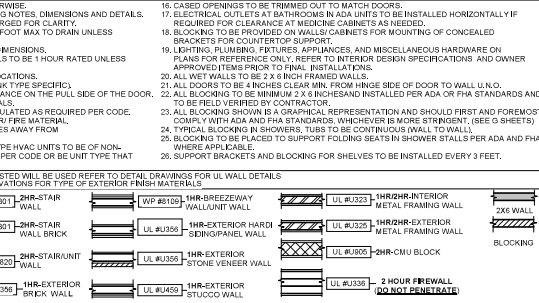 RWISE.
G NOTES, DIMENSIONS AND DETAILS.
RGED FOR CLARITY.
FOOT MAX TO DRAIN UNLESS
IMENSIONS.
LS TO BE 1 HOUR RATED UNLESS
OCATIONS.
NK TYPE SPECIFIC).
ANCE ON THE PULL SIDE OF THE DOOR.
ALS.
ULATED AS REQUIRED PER CODE.
R/ FIRE MATERIAL,
ES AWAY FROM
YPE HVAC UNITS TO BE OF NON-
PER CODE OR BE UNIT TYPE THAT
16. CASED OPENINGS TO BE TRIMMED OUT TO MATCH DOORS.
17. ELECTRICAL OUTLETS AT BATHROOMS IN ADA UNITS TO BE INSTALLED HORIZONTALLY IF
REQUIRED FOR CLEARANCE AT MEDICINE CABINETS AS NEEDED.
18. BLOCKING TO BE PROVIDED ON WALLS/ CABINETS FOR MOUNTING OF CONCEALED
BRACKETS FOR COUNTERTOP SUPPORT.
19. LIGHTING, PLUMBING, FIXTURES, APPLIANCES, AND MISCELLANEOUS HARDWARE ON
PLANS FOR REFERENCE ONLY, REFER TO INTERIOR DESIGN SPECIFICATIONS AND OWNER
APPROVED ITEMS PRIOR TO FINAL INSTALLATIONS.
20. ALL WET WALLS TO BE 2 X 6 INCH FRAMED WALLS.
21. ALL DOORS TO BE 4 INCHES CLEAR MIN. FROM HINGE SIDE OF DOOR TO WALL U.N.O.
22. ALL BLOCKING TO BE MINIMUM 2 X 6 INCHESAND INSTALLED PER ADA OR FHA STANDARDS AND
TO BE FIELD VERIFIED BY CONTRACTOR.
23. ALL BLOCKING SHOWN IS A GRAPHICAL REPRESENTATION AND SHOULD FIRST AND FOREMOST
COMPLY WITH ADA AND FHA STANDARDS, WHICHEVER IS MORE STRINGENT. (SEE G SHEETS)
24. TYPICAL BLOCKING IN SHOWERS, TUBS TO BE CONTINUOUS (WALL TO WALL).
25. BLOCKING TO BE PLACED TO SUPPORT FOLDING SEATS IN SHOWER STALLS PER ADA AND FHA
WHERE APPLICABLE.
26. SUPPORT BRACKETS AND BLOCKING FOR SHELVES TO BE INSTALLED EVERY 3 FEET.
STED WILL BE USED REFER TO DETAIL DRAWINGS FOR UL WALL DETAILS
VATIONS FOR TYPE OF EXTERIOR FINISH MATERIALS
301 2HR-STAIR
WALL
301 2HR-STAIR
WALL BRICK
820 2HR-STAIR/UNIT
WALL
356 1HR-EXTERIOR
BRICK WALL
WP #8109 1HR-BREEZEWAY
WALL/UNIT WALL
UL #U356 1HR-EXTERIOR HARDI
SIDING/PANEL WALL
UL #U356 1HR-EXTERIOR
STONE VENEER WALL
UL #U459 1HR-EXTERIOR
STUCCO WALL
UL #U323 1HR/2HR-INTERIOR
METAL FRAMING WALL
UL #U325 1HR/2HR-EXTERIOR
METAL FRAMING WALL
UL #U905 2HR-CMU BLOCK
UL #U336 2 HOUR FIREWALL
(DO NOT PENETRATE)
2X6 WALL
BLOCKING